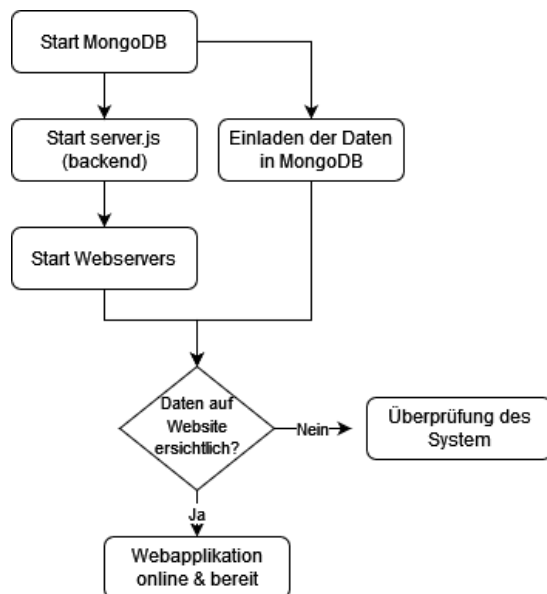 Start MongoDB
Start server.js
(backend)
Einladen der Daten
in MongoDB
Start Webservers
Daten auf
Website
ersichtlich?
Nein
Überprüfung des
System
Ja
Webapplikation
online & bereit